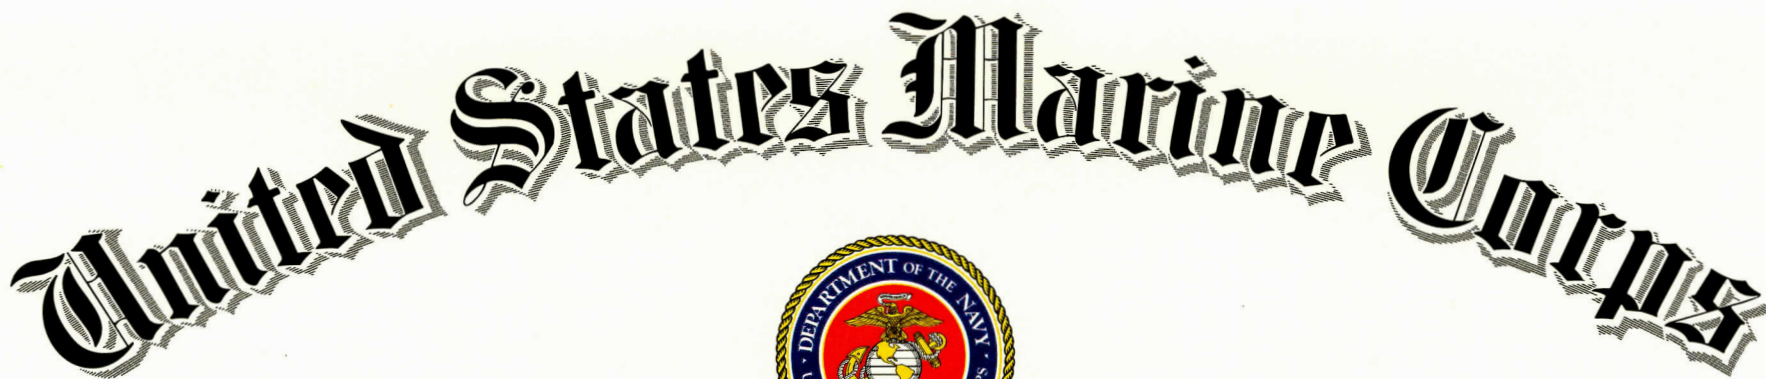 United States Marine Corps
DEPARTMENT OF THE NAVY